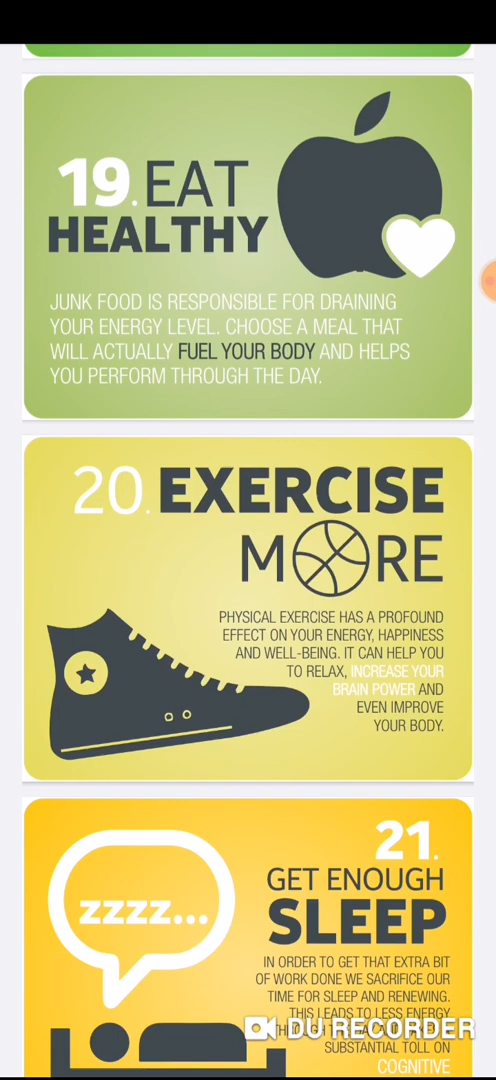 19. EAT
HEALTHY
JUNK FOOD IS RESPONSIBLE FOR DRAINING
YOUR ENERGY LEVEL. CHOOSE A MEAL THAT
WILL ACTUALLY FUEL YOUR BODY AND HELPS
YOU PERFORM THROUGH THE DAY.
20. EXERCISE
MORE
PHYSICAL EXERCISE HAS A PROFOUND
EFFECT ON YOUR ENERGY, HAPPINESS
AND WELL-BEING. IT CAN HELP YOU
TO RELAX, INCREASE YOUR
BRAIN POWER AND
EVEN IMPROVE
YOUR BODY.
21.
GET ENOUGH
SLEEP
zzzz...
IN ORDER TO GET THAT EXTRA BIT
OF WORK DONE WE SACRIFICE OUR
TIME FOR SLEEP AND RENEWING.
THIS LEADS TO LESS ENERGY
DU RECORDER
SUBSTANTIAL TOLL ON
COGNITIVE